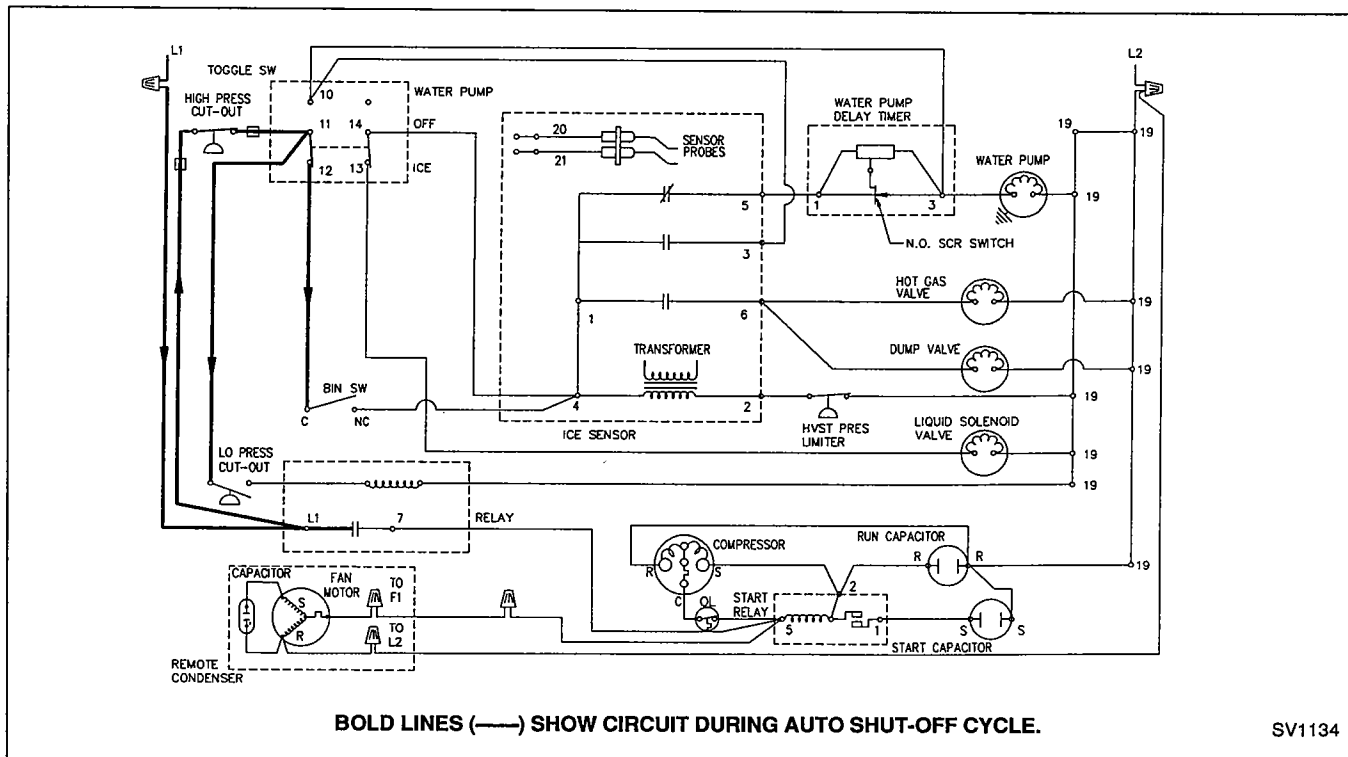 L1
L2
TOGGLE SW
HIGH PRESS
CUT-OUT
10
WATER PUMP
11
14
OFF
12
13
ICE
20
21
SENSOR
PROBES
WATER PUMP
DELAY TIMER
19
19
WATER PUMP
5
1
3
19
N.O. SCR SWITCH
3
HOT GAS
VALVE
1
6
19
TRANSFORMER
DUMP VALVE
19
BIN SW
C
NC
4
2
19
ICE SENSOR
HVST PRES
LIMITER
LIQUID SOLENOID
VALVE
19
LO PRESS
CUT-OUT
19
L1
7
RELAY
COMPRESSOR
RUN CAPACITOR
R
S
R
R
19
C
OL
S
START
RELAY
2
5
1
S
S
START CAPACITOR
CAPACITOR
FAN
MOTOR
S
R
TO
F1
TO
L2
REMOTE
CONDENSER
BOLD LINES (——) SHOW CIRCUIT DURING AUTO SHUT-OFF CYCLE.
SV1134